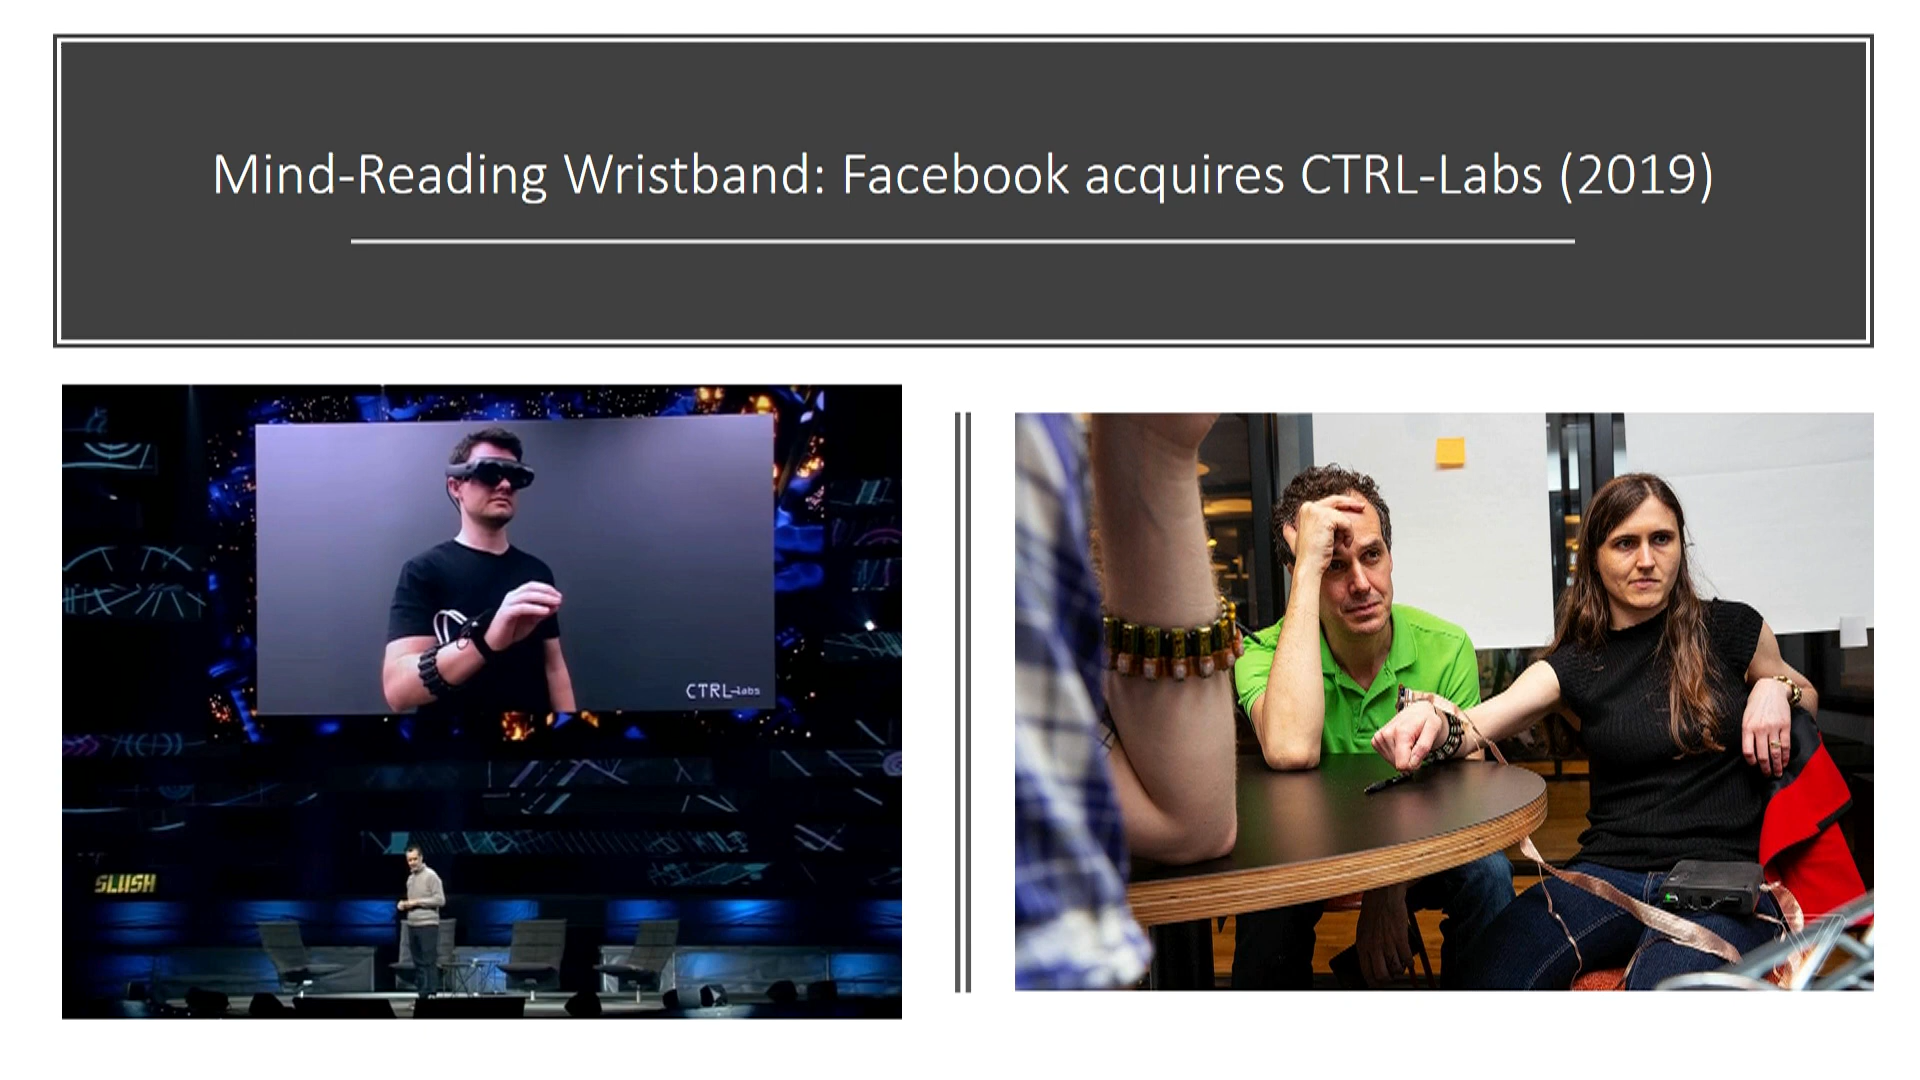 Mind-Reading Wristband: Facebook acquires CTRL-Labs (2019)
CTRL-labs
SLUSH